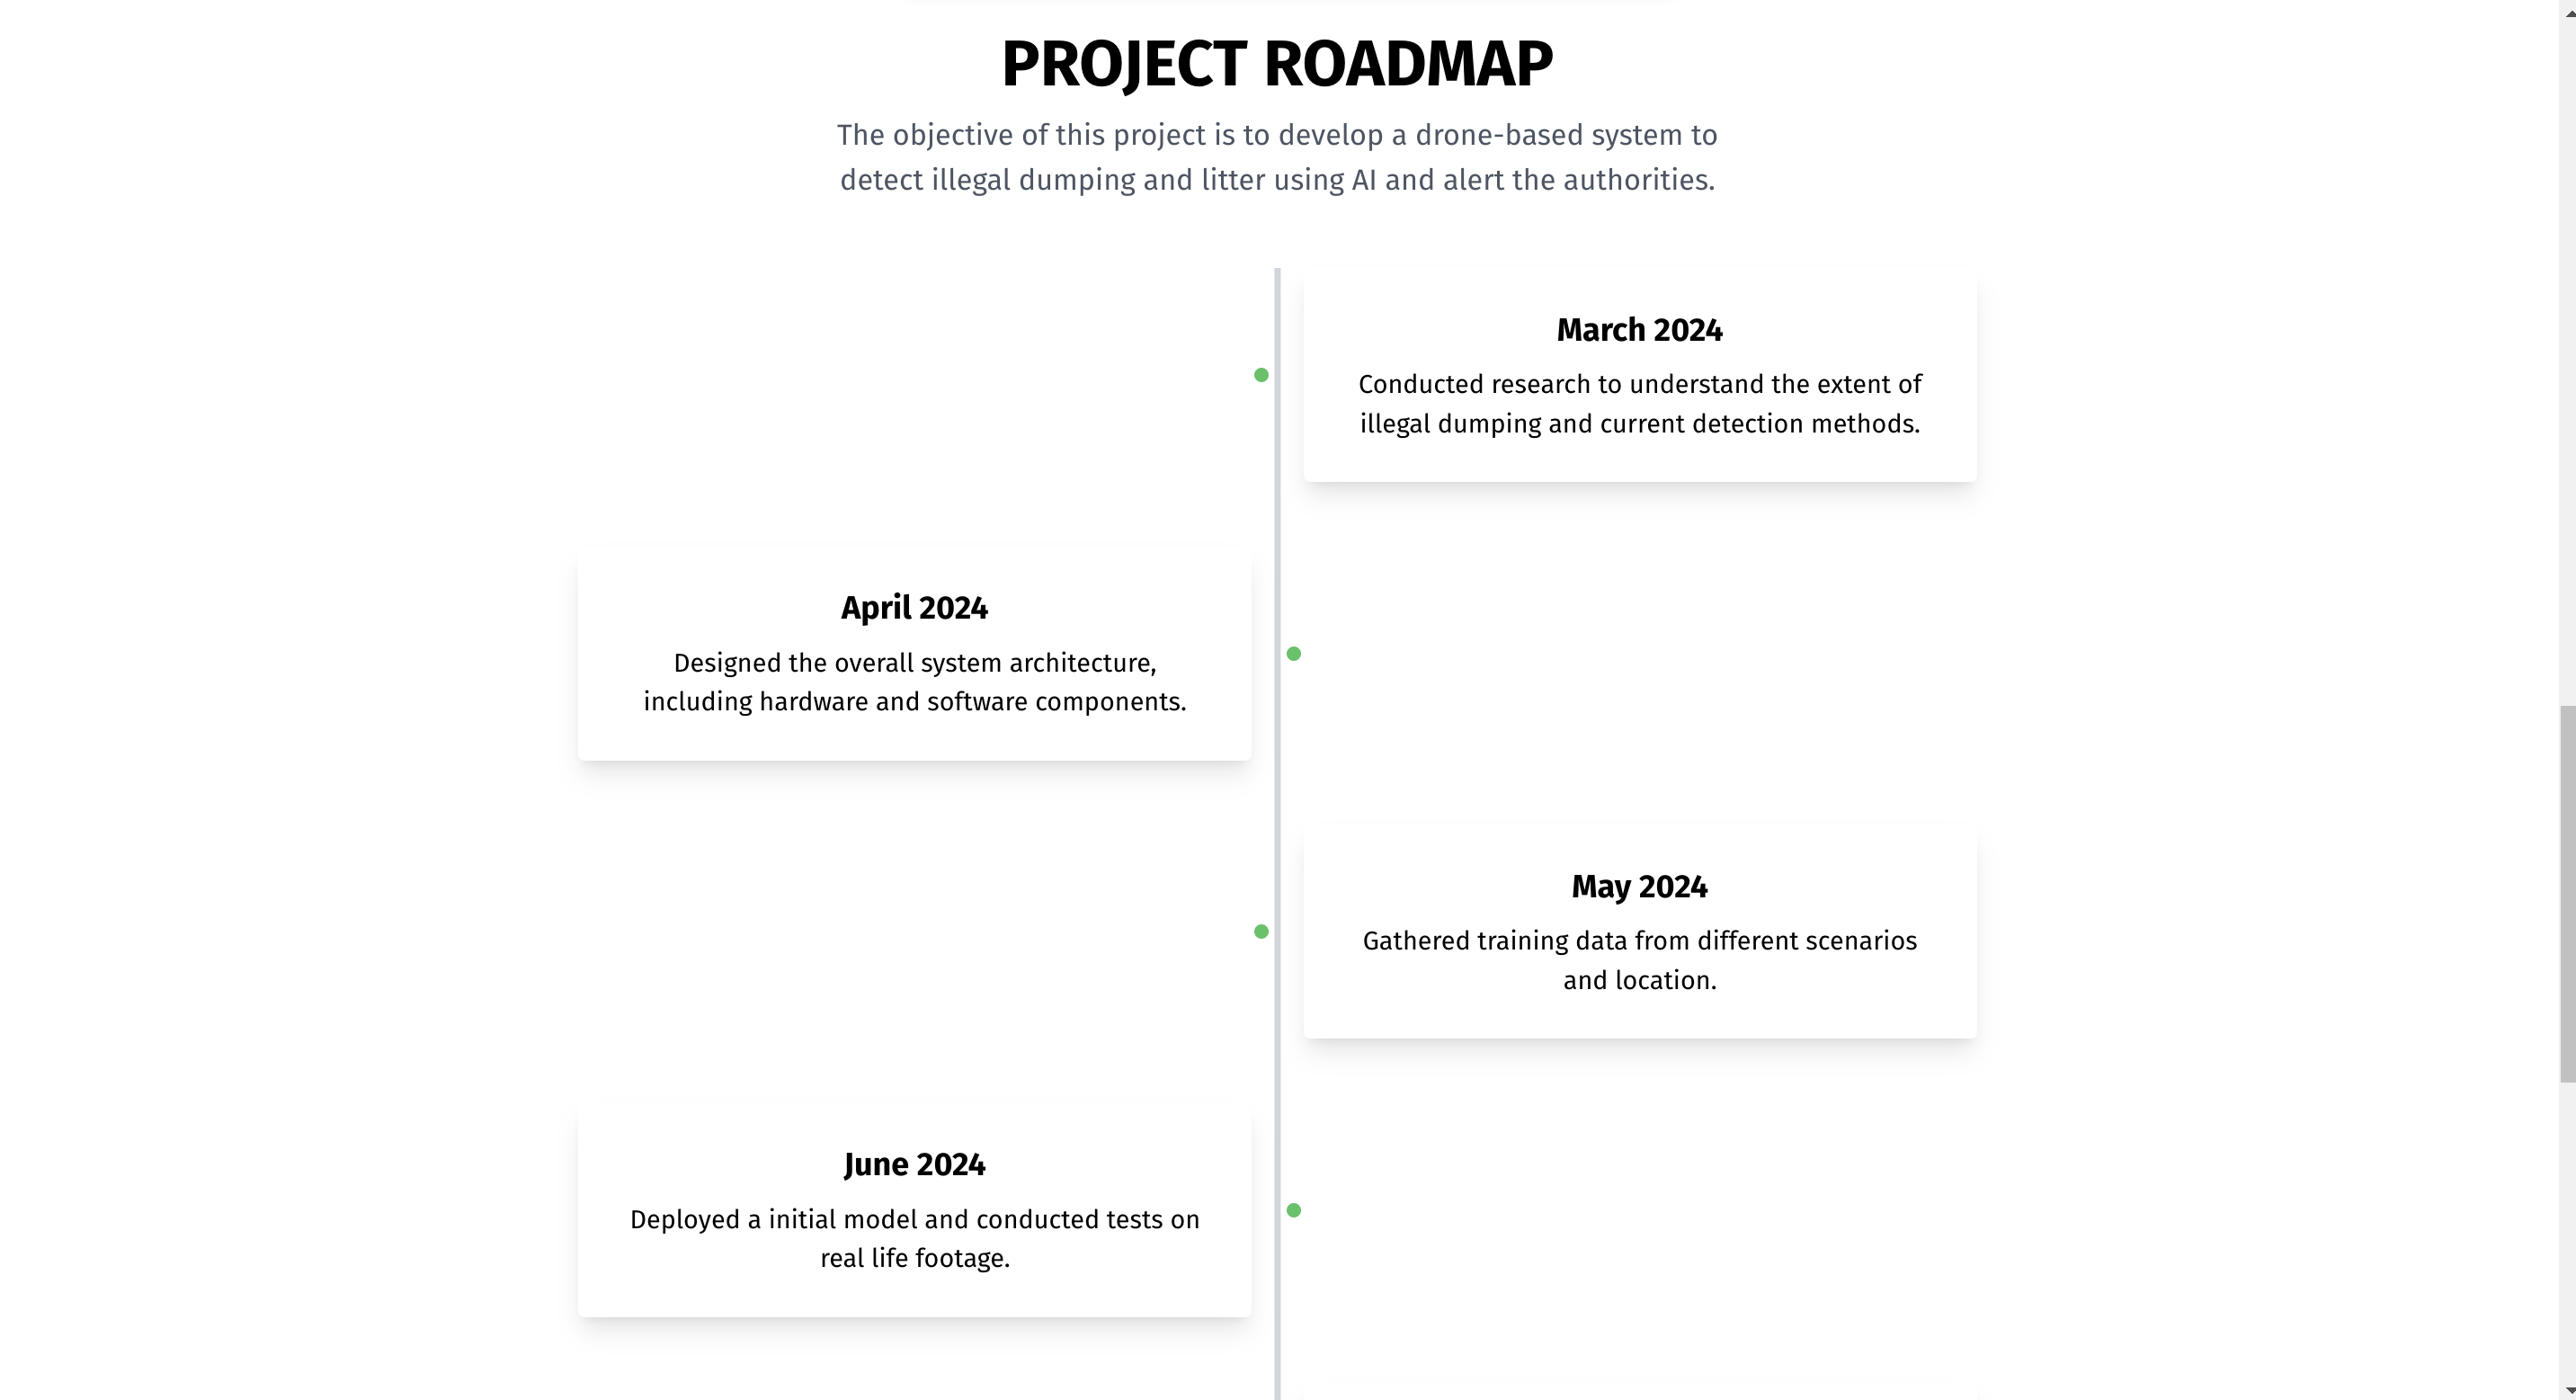 PROJECT ROADMAP
The objective of this project is to develop a drone-based system to
detect illegal dumping and litter using AI and alert the authorities.
March 2024
Conducted research to understand the extent of
illegal dumping and current detection methods.
April 2024
Designed the overall system architecture,
including hardware and software components.
May 2024
Gathered training data from different scenarios
and location.
June 2024
Deployed a initial model and conducted tests on
real life footage.